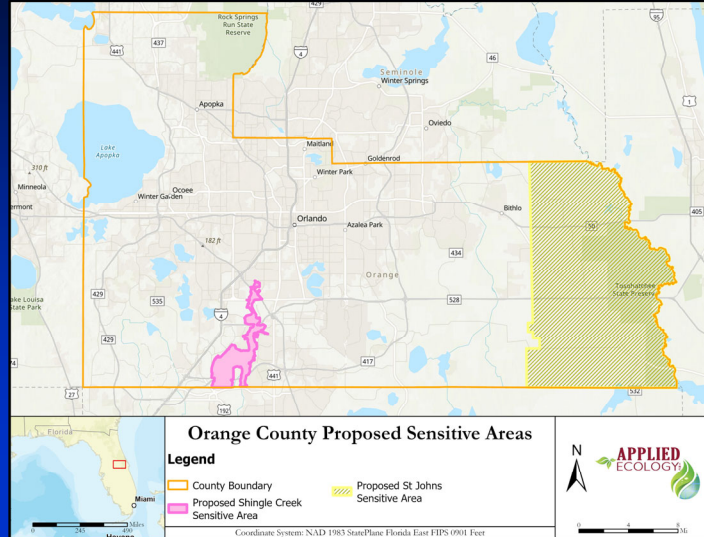 429
Rock Springs
Run State
Reserve
95
437
441
4
46
Seminole
Winter Springs
1
Apopka
Oviedo
Lake
Apopka
Maitland
Goldenrod
310 ft
Winter Park
Minneola
Ocoee
Winter Garden
Bithlo
405
ermont
Orlando
Azalea Park
50
182 ft
434
Orange
Tosohatchee
State Preserve
429
535
528
ake Louisa
State Park
4
429
417
74
441
27
532
192
Florida
Miami
0 245 490 Miles
Havana
Orange County Proposed Sensitive Areas
Legend
County Boundary
Proposed Shingle Creek
Sensitive Area
Proposed St Johns
Sensitive Area
Coordinate System: NAD 1983 StatePlane Florida East FIPS 0901 Feet
N
APPLIED
ECOLOGY
0 4 8
Mi